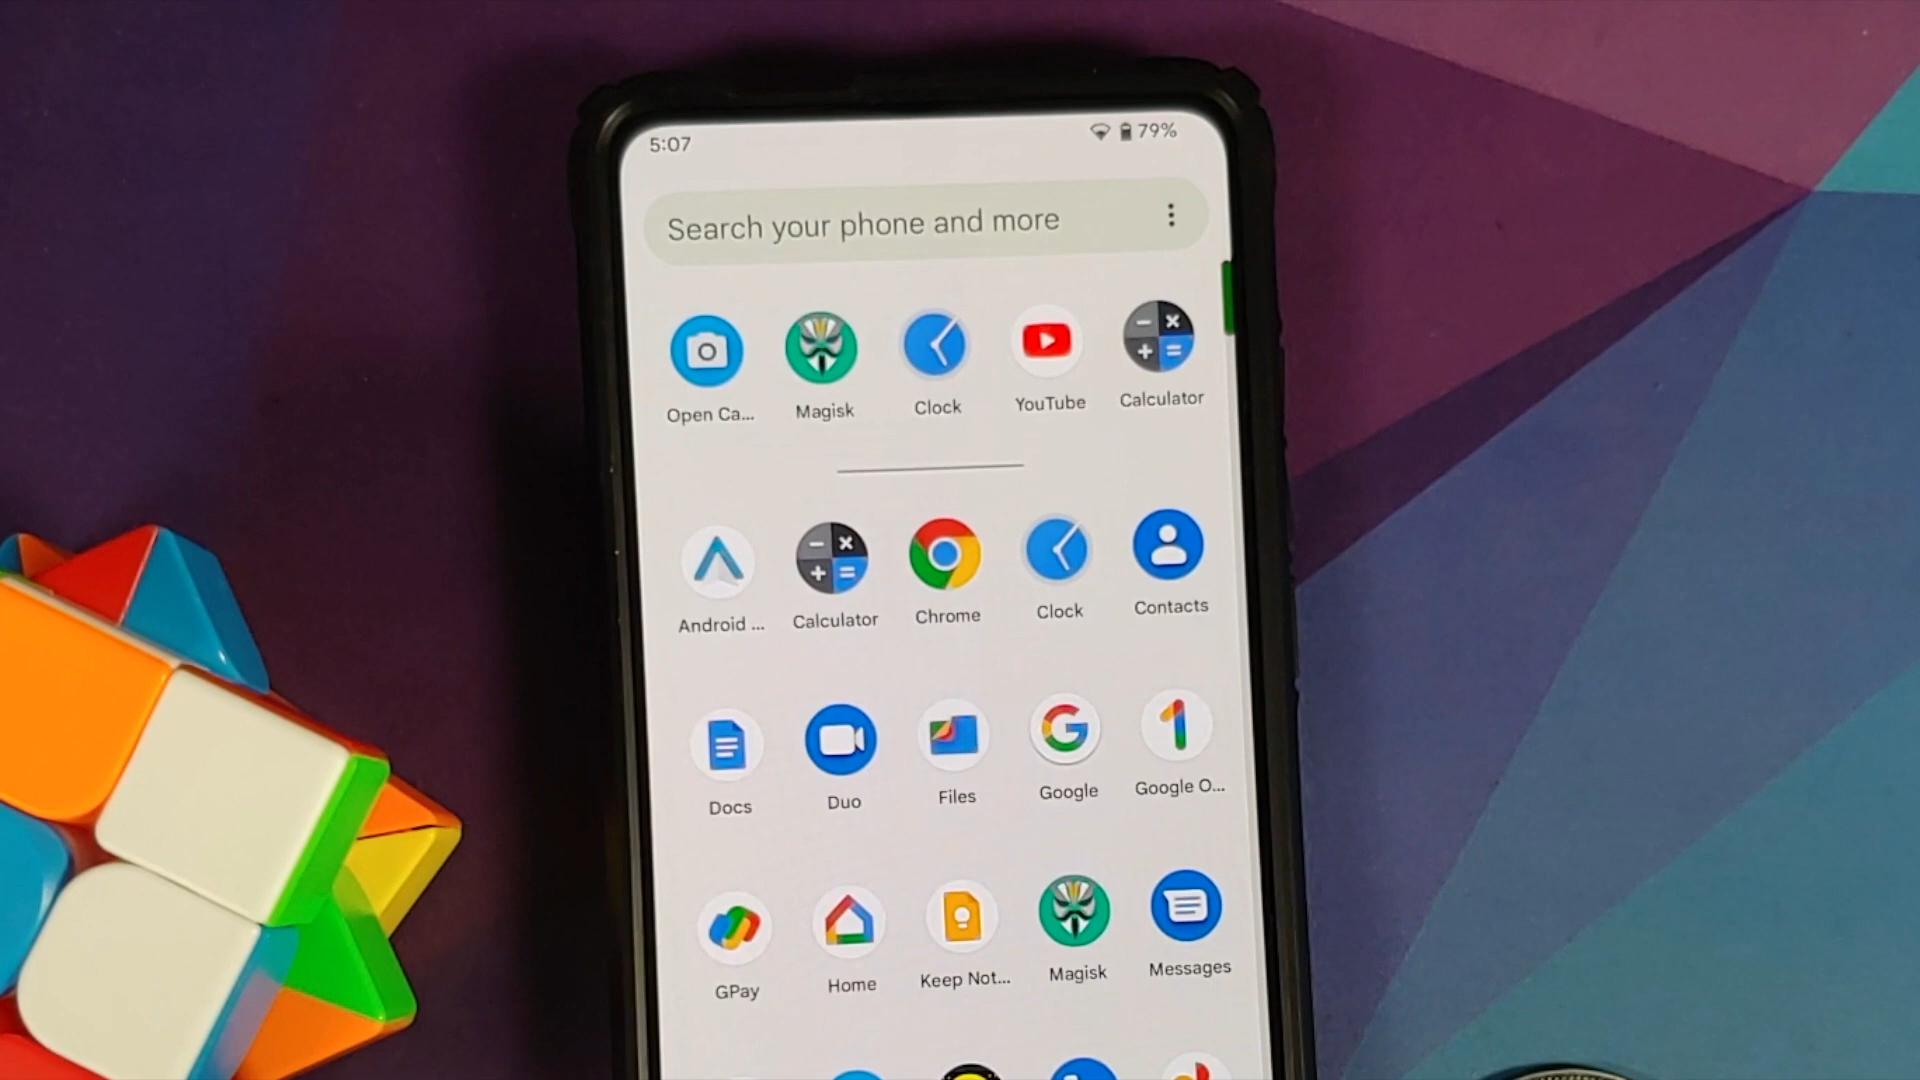 5:07 79%
Search your phone and more
Open Ca... Magisk Clock YouTube Calculator
Android ... Calculator Chrome Clock Contacts
Docs Duo Files Google Google O...
GPay Home Keep Not... Magisk Messages